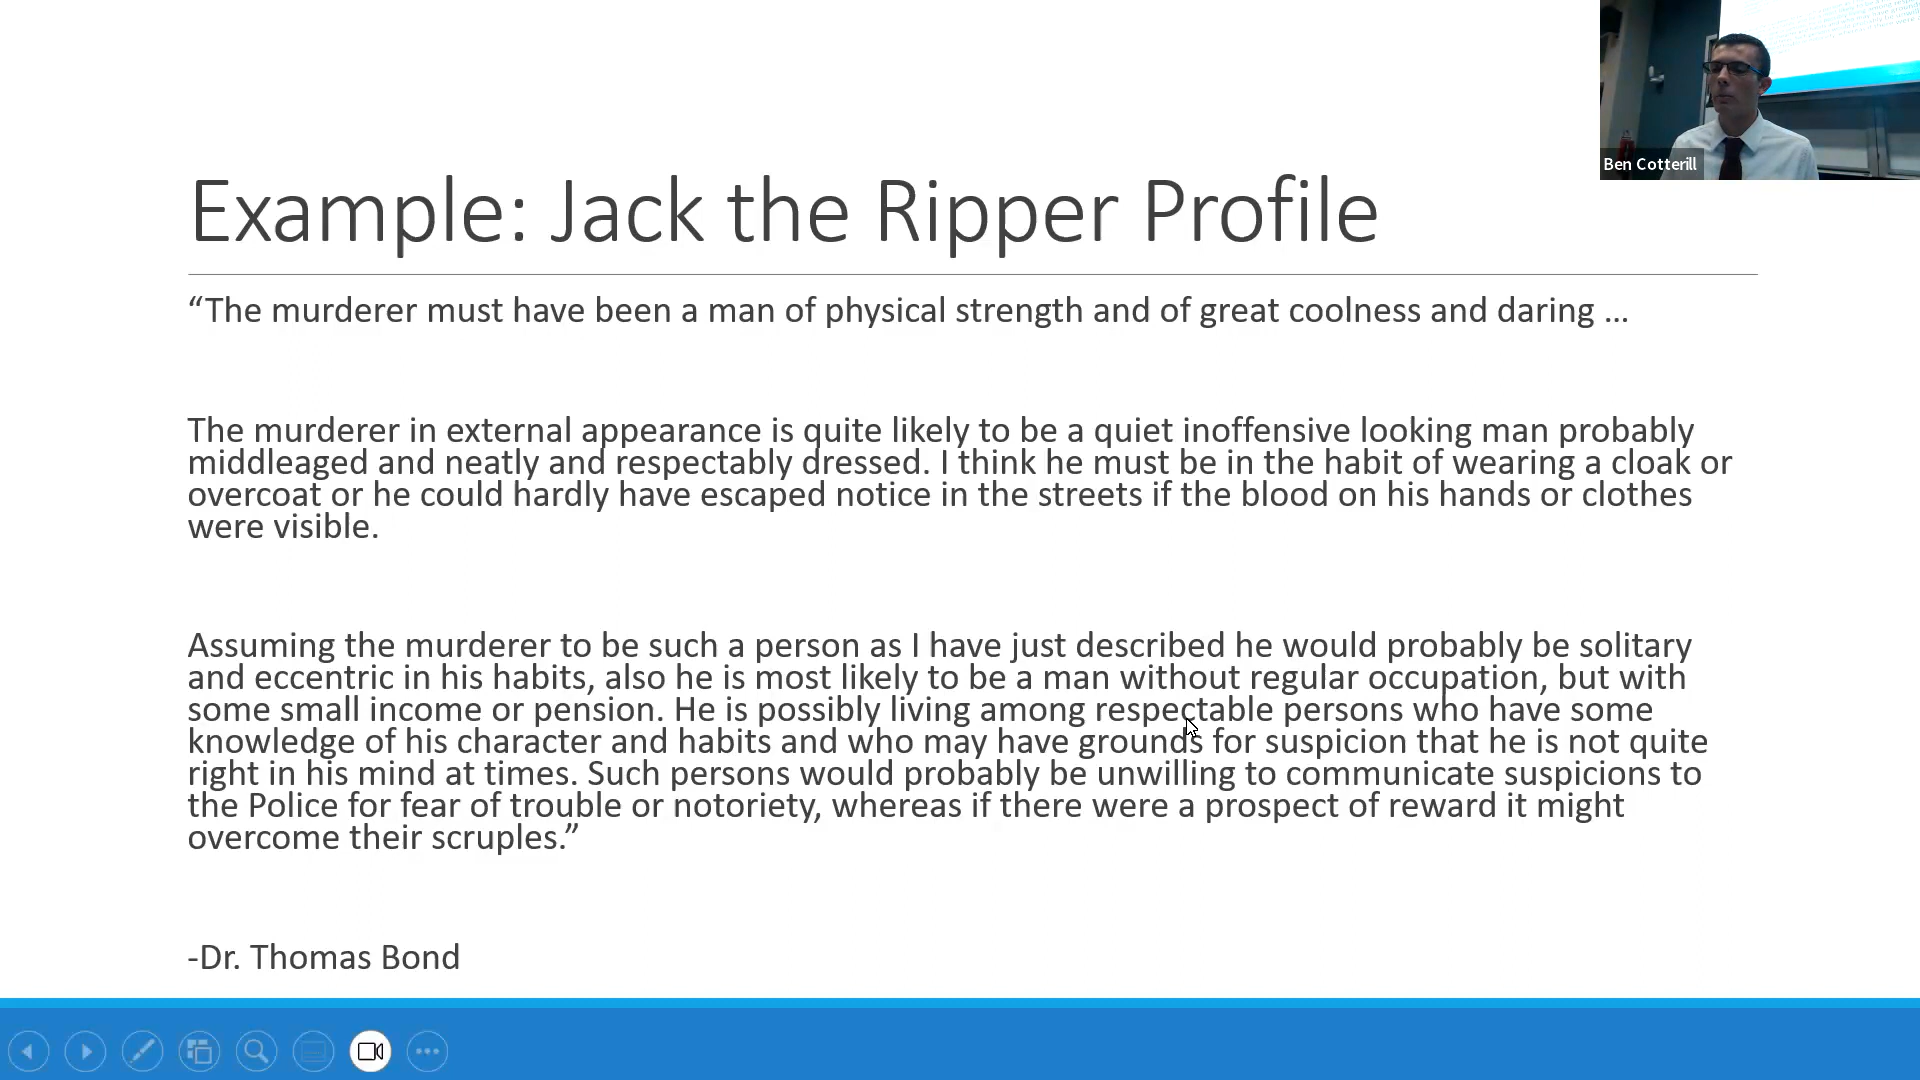 Ben Cotterill
Example: Jack the Ripper Profile
“The murderer must have been a man of physical strength and of great coolness and daring ...
The murderer in external appearance is quite likely to be a quiet inoffensive looking man probably
middleaged and neatly and respectably dressed. I think he must be in the habit of wearing a cloak or
overcoat or he could hardly have escaped notice in the streets if the blood on his hands or clothes
were visible.
Assuming the murderer to be such a person as I have just described he would probably be solitary
and eccentric in his habits, also he is most likely to be a man without regular occupation, but with
some small income or pension. He is possibly living among respectable persons who have some
knowledge of his character and habits and who may have grounds for suspicion that he is not quite
right in his mind at times. Such persons would probably be unwilling to communicate suspicions to
the Police for fear of trouble or notoriety, whereas if there were a prospect of reward it might
overcome their scruples.”
-Dr. Thomas Bond